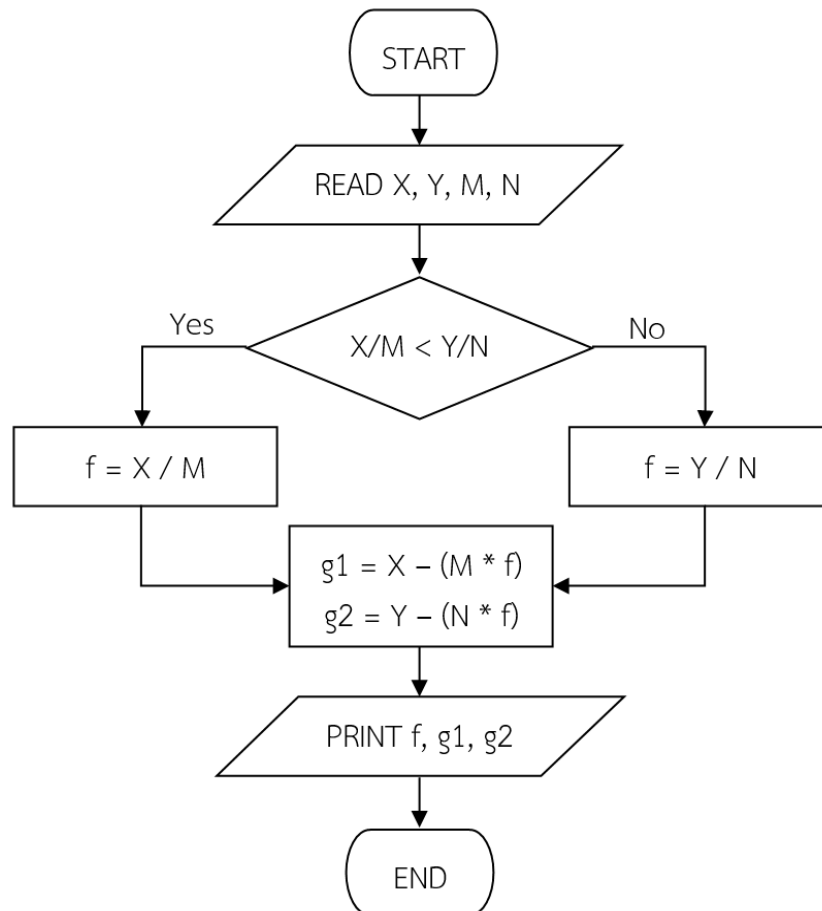 START
READ X, Y, M, N
X/M < Y/N
Yes
No
f = X / M
f = Y / N
g1 = X – (M * f)
g2 = Y – (N * f)
PRINT f, g1, g2
END